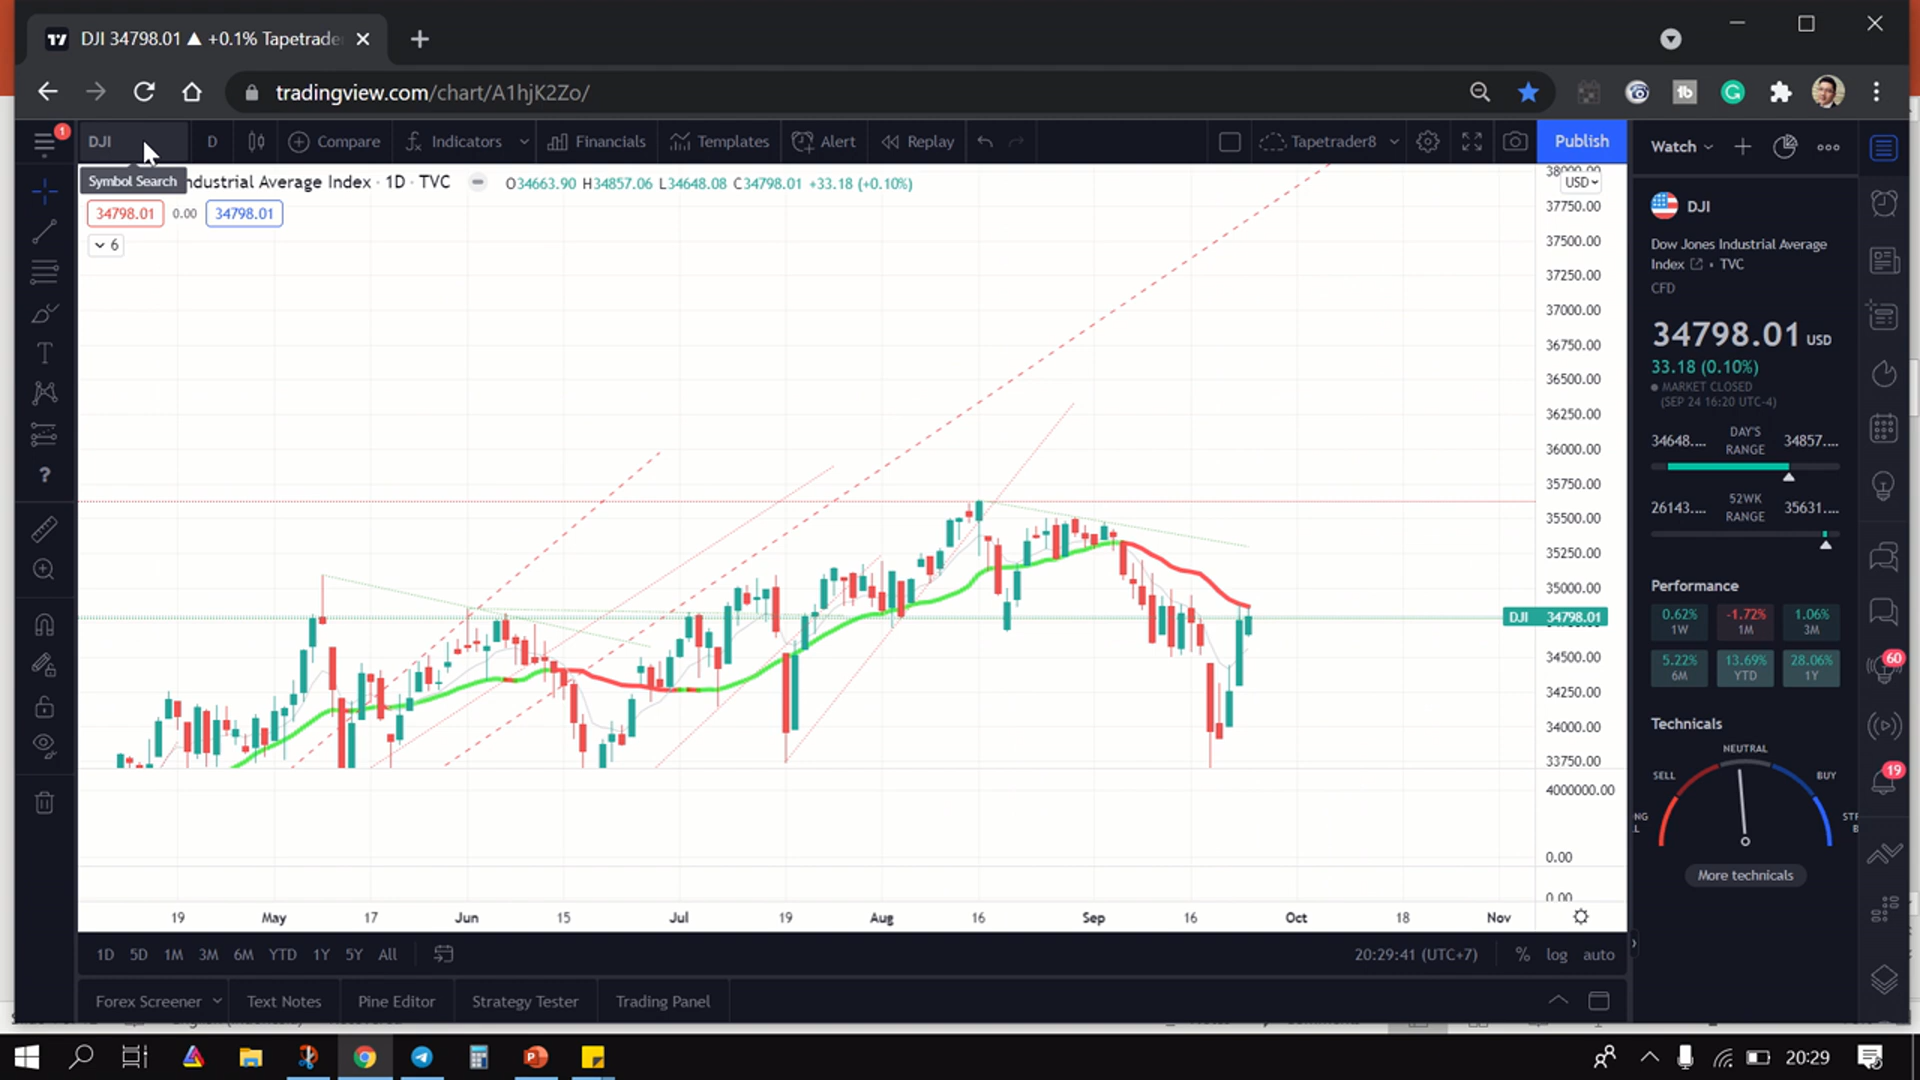 DJI 34798.01 ▲ +0.1% Tapetrade
tradingview.com/chart/A1hjK2Zo/
1
DJI
D
Compare
Indicators
Financials
Templates
Alert
Replay
Tapetrader8
Publish
Watch
Symbol Search
ndustrial Average Index · 1D · TVC
O34663.90 H34857.06 L34648.08 C34798.01 +33.18 (+0.10%)
34798.01
0.00
34798.01
6
USD
38000.00
37750.00
37500.00
37250.00
37000.00
36750.00
36500.00
36250.00
36000.00
35750.00
35500.00
35250.00
35000.00
DJI 34798.01
34500.00
34250.00
34000.00
33750.00
4000000.00
0.00
0.00
19
May
17
Jun
15
Jul
19
Aug
16
Sep
16
Oct
18
Nov
1D
5D
1M
3M
6M
YTD
1Y
5Y
All
20:29:41 (UTC+7)
%
log
auto
Forex Screener
Text Notes
Pine Editor
Strategy Tester
Trading Panel
DJI
Dow Jones Industrial Average
Index • TVC
CFD
34798.01 USD
33.18 (0.10%)
MARKET CLOSED
(SEP 24 16:20 UTC-4)
34648.... DAY'S RANGE 34857....
26143.... 52WK RANGE 35631....
Performance
0.62% 1W
-1.72% 1M
1.06% 3M
5.22% 6M
13.69% YTD
28.06% 1Y
Technicals
NEUTRAL
SELL
BUY
NG
L
ST
B
More technicals
60
19
20:29